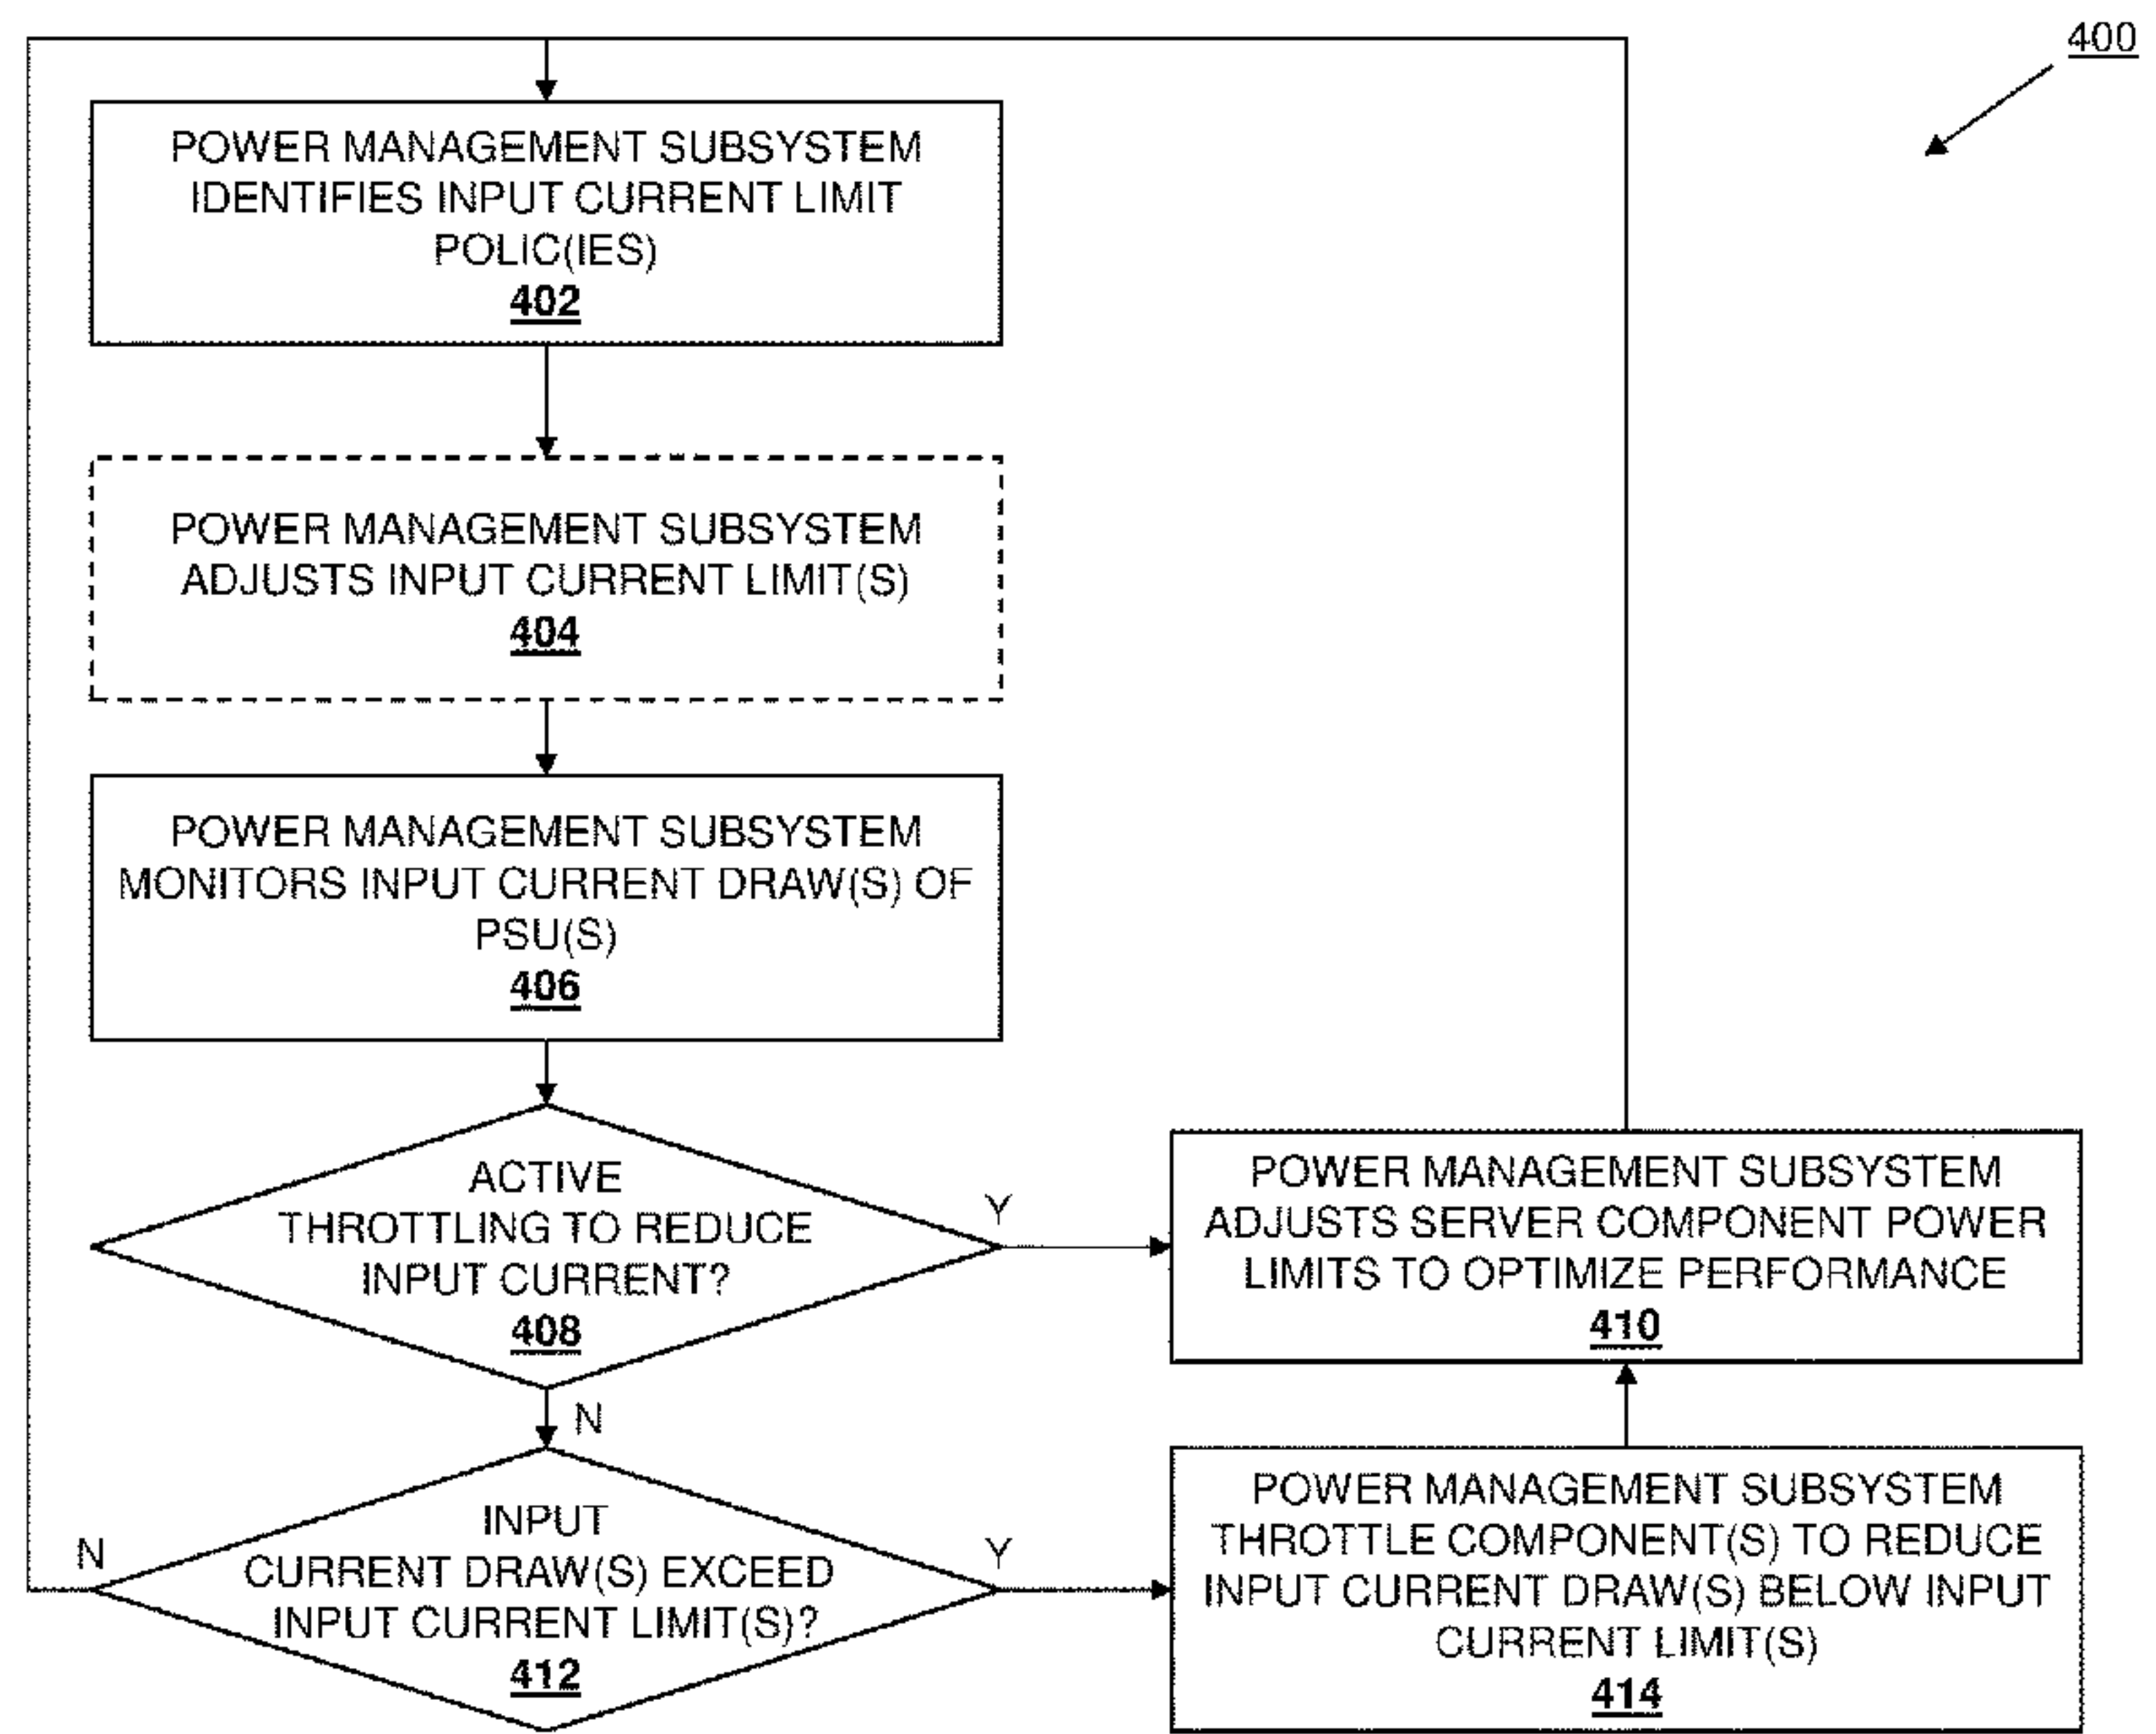 400
POWER MANAGEMENT SUBSYSTEM
IDENTIFIES INPUT CURRENT LIMIT
POLIC(IES)
402
POWER MANAGEMENT SUBSYSTEM
ADJUSTS INPUT CURRENT LIMIT(S)
404
POWER MANAGEMENT SUBSYSTEM
MONITORS INPUT CURRENT DRAW(S) OF
PSU(S)
406
ACTIVE
THROTTLING TO REDUCE
INPUT CURRENT?
408
Y
N
POWER MANAGEMENT SUBSYSTEM
ADJUSTS SERVER COMPONENT POWER
LIMITS TO OPTIMIZE PERFORMANCE
410
INPUT
CURRENT DRAW(S) EXCEED
INPUT CURRENT LIMIT(S)?
412
N
Y
POWER MANAGEMENT SUBSYSTEM
THROTTLE COMPONENT(S) TO REDUCE
INPUT CURRENT DRAW(S) BELOW INPUT
CURRENT LIMIT(S)
414